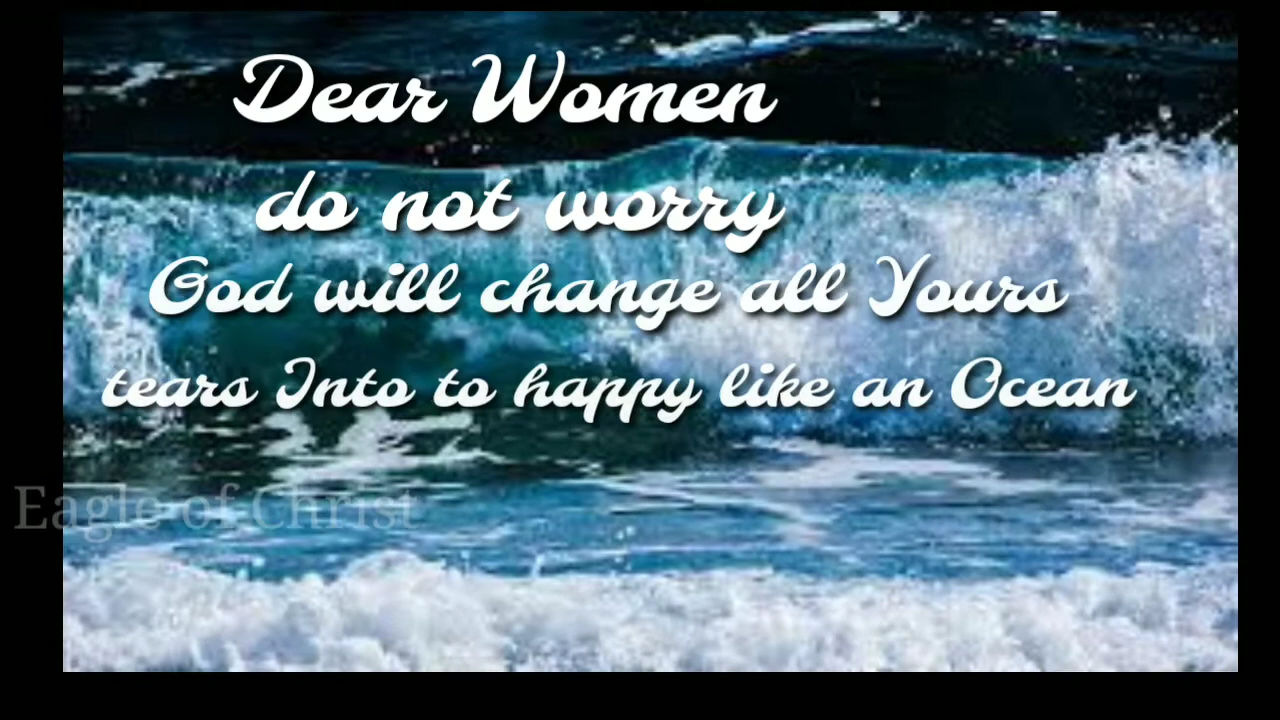 Dear Women
do not worry
God will change all Yours
tears Into to happy like an Ocean
Eagle of Christ